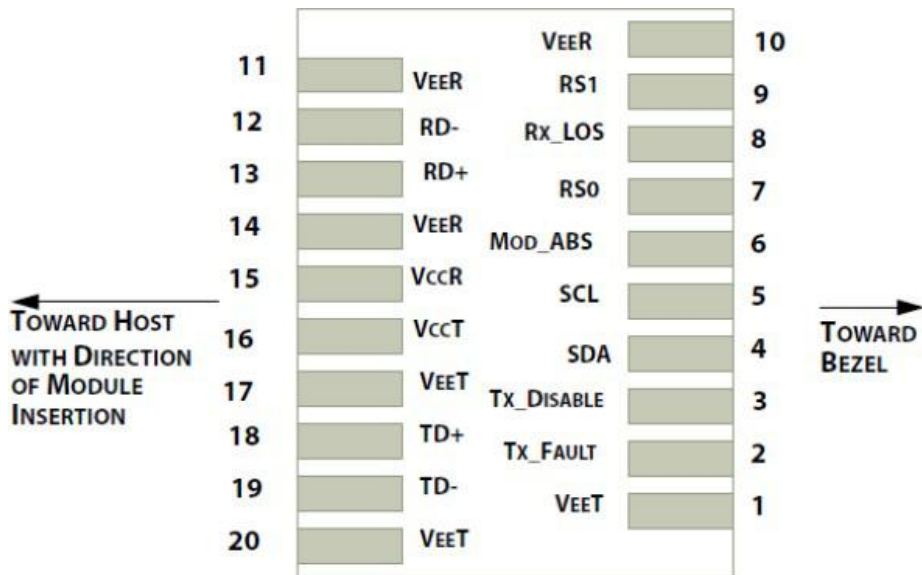 11 VEER
12 RD-
13 RD+
14 VEER
15 VCCR
16 VCCT
17 VEET
18 TD+
19 TD-
20 VEET
VEER 10
RS1 9
RX_LOS 8
RS0 7
MOD_ABS 6
SCL 5
SDA 4
TX_DISABLE 3
TX_FAULT 2
VEET 1
TOWARD HOST
WITH DIRECTION
OF MODULE
INSERTION
TOWARD
BEZEL